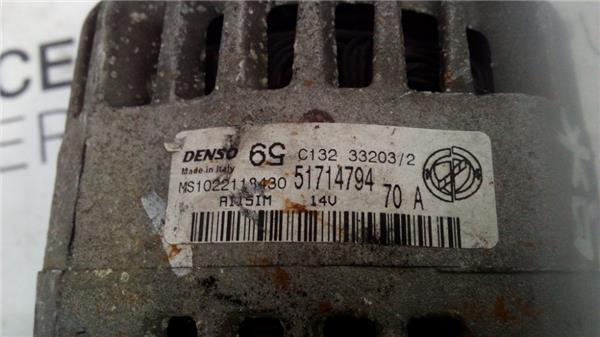 DENSO 59 C132 33203/2
Made in Italy
MS1022118430 51714794
A115IM 14V 70 A